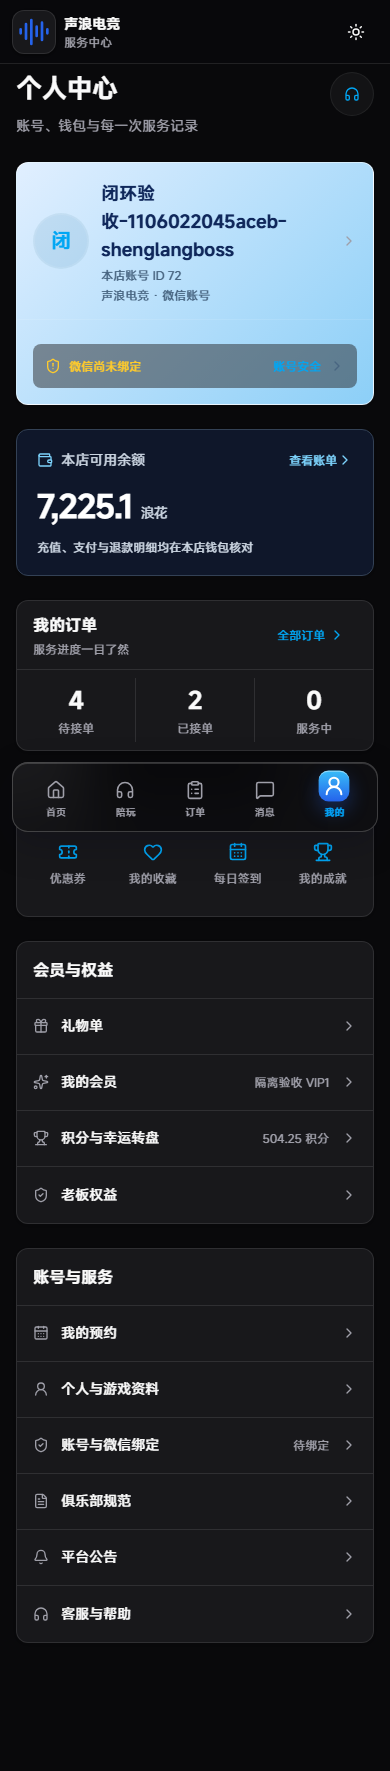 声浪电竞
服务中心
个人中心
账号、钱包与每一次服务记录
闭
闭环验
收-1106022045aceb-
shenglangboss
本店账号 ID 72
声浪电竞 · 微信账号
微信尚未绑定
账号安全
本店可用余额
查看账单
7,225.1 浪花
充值、支付与退款明细均在本店钱包核对
我的订单
服务进度一目了然
全部订单
4
待接单
2
已接单
0
服务中
首页
陪玩
订单
消息
我的
优惠券
我的收藏
每日签到
我的成就
会员与权益
礼物单
我的会员
隔离验收 VIP1
积分与幸运转盘
504.25 积分
老板权益
账号与服务
我的预约
个人与游戏资料
账号与微信绑定
待绑定
俱乐部规范
平台公告
客服与帮助